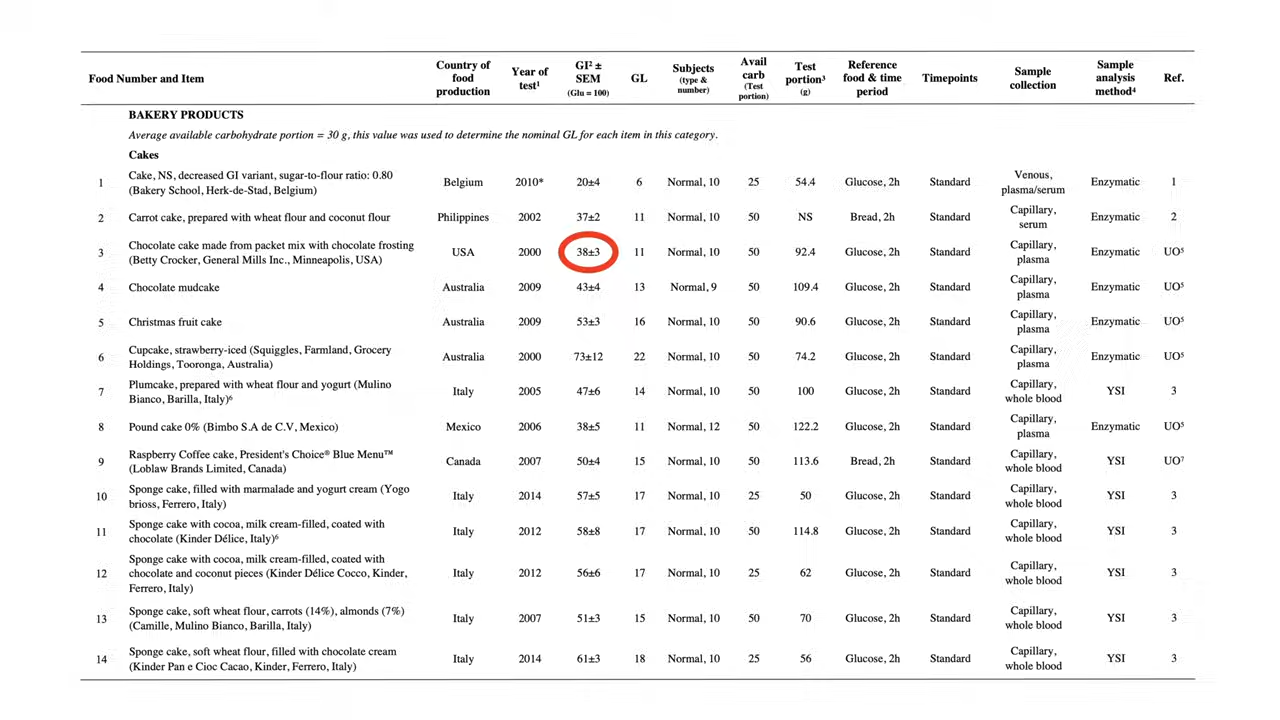 Food Number and Item Country of food production Year of test¹ GI² ± SEM (Glu = 100) GL Subjects (type & number) Avail carb (Test portion) Test portion³ (g) Reference food & time period Timepoints Sample collection Sample analysis method⁴ Ref.
BAKERY PRODUCTS
Average available carbohydrate portion = 30 g, this value was used to determine the nominal GL for each item in this category.
Cakes
1 Cake, NS, decreased GI variant, sugar-to-flour ratio: 0.80 (Bakery School, Herk-de-Stad, Belgium) Belgium 2010* 20±4 6 Normal, 10 25 54.4 Glucose, 2h Standard Venous, plasma/serum Enzymatic 1
2 Carrot cake, prepared with wheat flour and coconut flour Philippines 2002 37±2 11 Normal, 10 50 NS Bread, 2h Standard Capillary, serum Enzymatic 2
3 Chocolate cake made from packet mix with chocolate frosting (Betty Crocker, General Mills Inc., Minneapolis, USA) USA 2000 38±3 11 Normal, 10 50 92.4 Glucose, 2h Standard Capillary, plasma Enzymatic UO⁵
4 Chocolate mudcake Australia 2009 43±4 13 Normal, 9 50 109.4 Glucose, 2h Standard Capillary, plasma Enzymatic UO⁵
5 Christmas fruit cake Australia 2009 53±3 16 Normal, 10 50 90.6 Glucose, 2h Standard Capillary, plasma Enzymatic UO⁵
6 Cupcake, strawberry-iced (Squiggles, Farmland, Grocery Holdings, Tooronga, Australia) Australia 2000 73±12 22 Normal, 10 50 74.2 Glucose, 2h Standard Capillary, plasma Enzymatic UO⁵
7 Plumcake, prepared with wheat flour and yogurt (Mulino Bianco, Barilla, Italy)⁶ Italy 2005 47±6 14 Normal, 10 50 100 Glucose, 2h Standard Capillary, whole blood YSI 3
8 Pound cake 0% (Bimbo S.A de C.V, Mexico) Mexico 2006 38±5 11 Normal, 12 50 122.2 Glucose, 2h Standard Capillary, plasma Enzymatic UO⁵
9 Raspberry Coffee cake, President's Choice® Blue Menu™ (Loblaw Brands Limited, Canada) Canada 2007 50±4 15 Normal, 10 50 113.6 Bread, 2h Standard Capillary, whole blood YSI UO⁷
10 Sponge cake, filled with marmalade and yogurt cream (Yogo brioss, Ferrero, Italy) Italy 2014 57±5 17 Normal, 10 25 50 Glucose, 2h Standard Capillary, whole blood YSI 3
11 Sponge cake with cocoa, milk cream-filled, coated with chocolate (Kinder Délice, Italy)⁶ Italy 2012 58±8 17 Normal, 10 50 114.8 Glucose, 2h Standard Capillary, whole blood YSI 3
12 Sponge cake with cocoa, milk cream-filled, coated with chocolate and coconut pieces (Kinder Délice Cocco, Kinder, Ferrero, Italy) Italy 2012 56±6 17 Normal, 10 25 62 Glucose, 2h Standard Capillary, whole blood YSI 3
13 Sponge cake, soft wheat flour, carrots (14%), almonds (7%) (Camille, Mulino Bianco, Barilla, Italy) Italy 2007 51±3 15 Normal, 10 50 70 Glucose, 2h Standard Capillary, whole blood YSI 3
14 Sponge cake, soft wheat flour, filled with chocolate cream (Kinder Pan e Cioc Cacao, Kinder, Ferrero, Italy) Italy 2014 61±3 18 Normal, 10 25 56 Glucose, 2h Standard Capillary, whole blood YSI 3